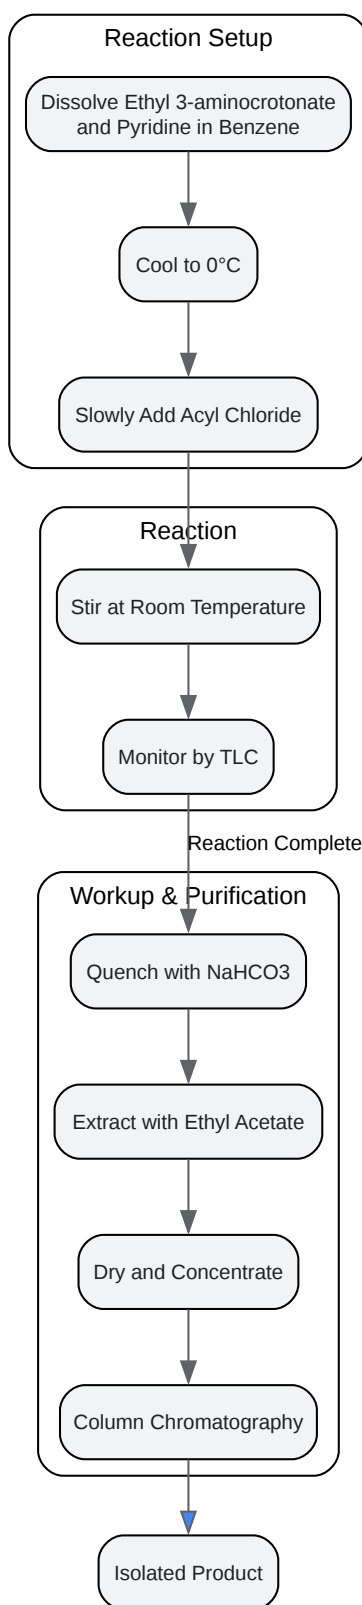 Reaction Setup
Dissolve Ethyl 3-aminocrotonate
and Pyridine in Benzene
Cool to 0°C
Slowly Add Acyl Chloride
Reaction
Stir at Room Temperature
Monitor by TLC
Reaction Complete
Workup & Purification
Quench with NaHCO3
Extract with Ethyl Acetate
Dry and Concentrate
Column Chromatography
Isolated Product